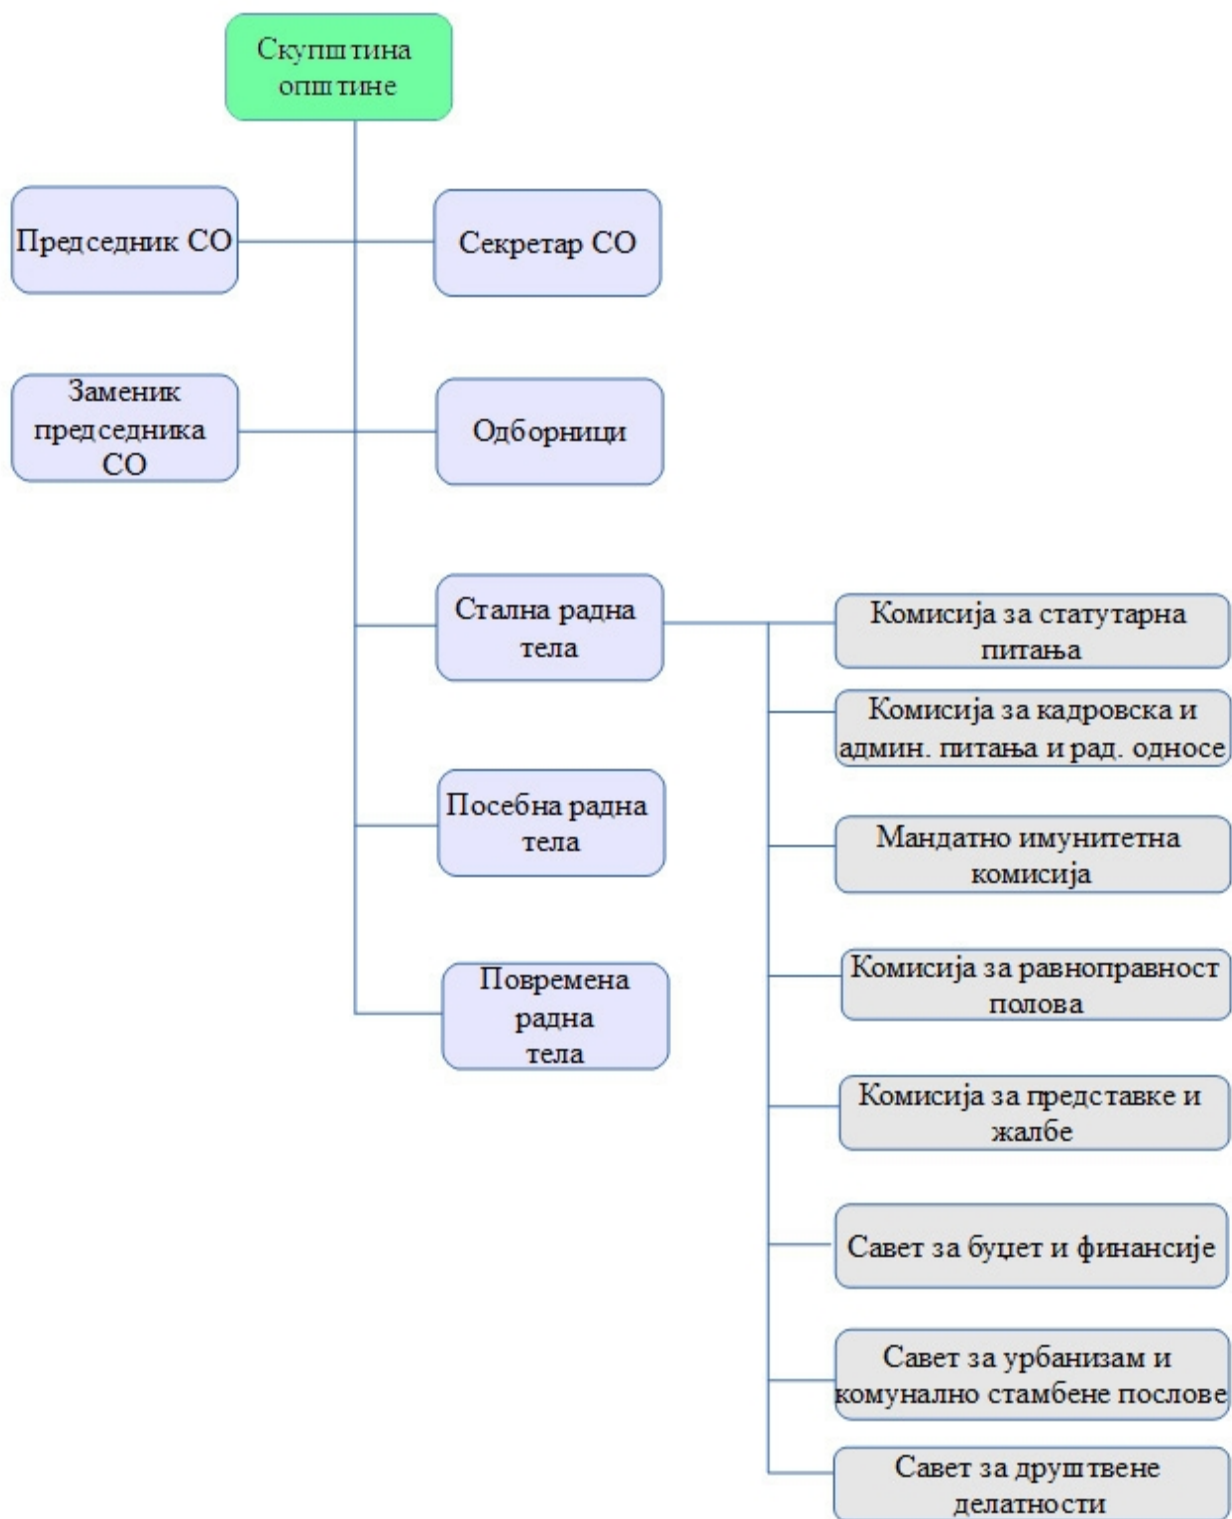 Скупштина
општине
Председник СО
Секретар СО
Заменик
председника
СО
Одборници
Стална радна
тела
Посебна радна
тела
Повремена
радна
тела
Комисија за статутарна
питања
Комисија за кадровска и
админ. питања и рад. односе
Мандатно имунитетна
комисија
Комисија за равноправност
полова
Комисија за представке и
жалбе
Савет за буџет и финансије
Савет за урбанизам и
комунално стамбене послове
Савет за друштвене
делатности